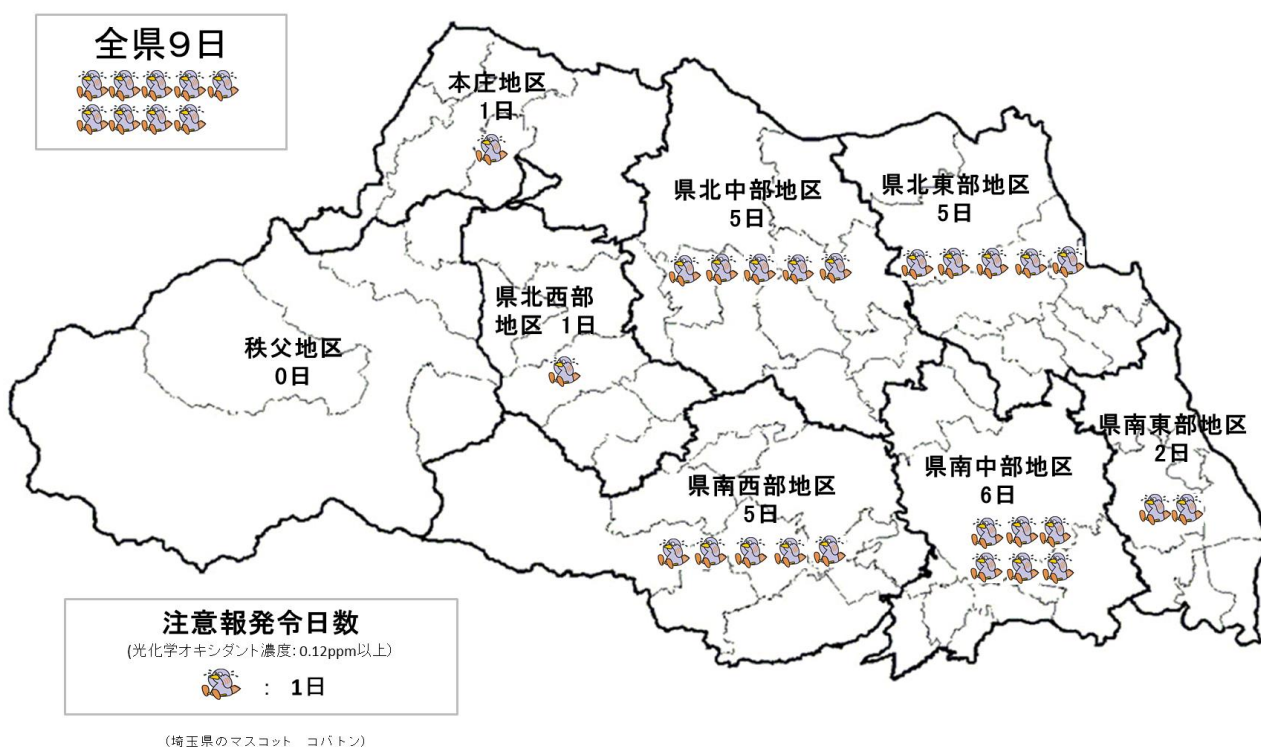 全県９日
本庄地区
1日
県北中部地区
5日
県北東部地区
5日
県北西部
地区 1日
秩父地区
0日
県南東部地区
2日
県南中部地区
6日
県南西部地区
5日
注意報発令日数
(光化学オキシダント濃度：0.12ppm以上)
： 1日
(埼玉県のマスコット コバトン)